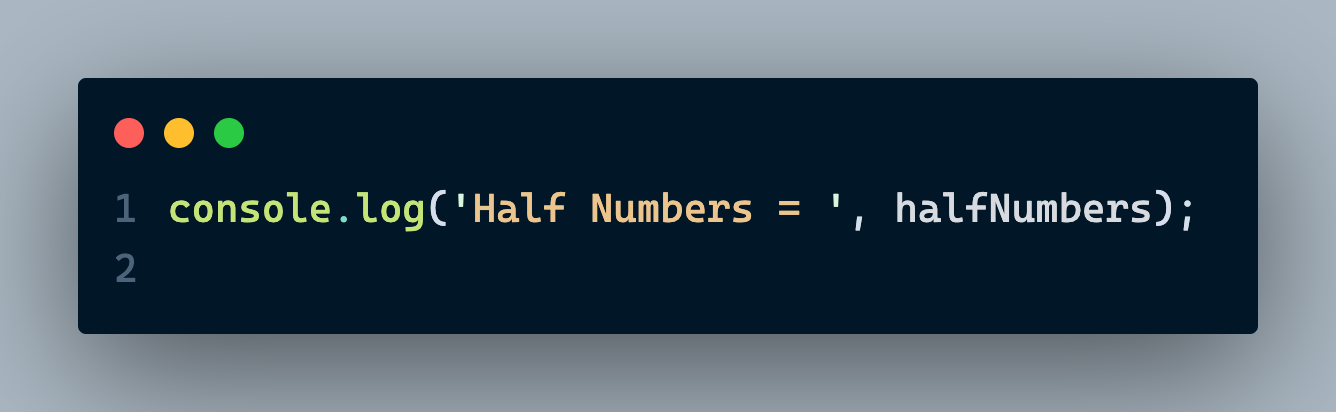 1 console.log('Half Numbers = ', halfNumbers);
2